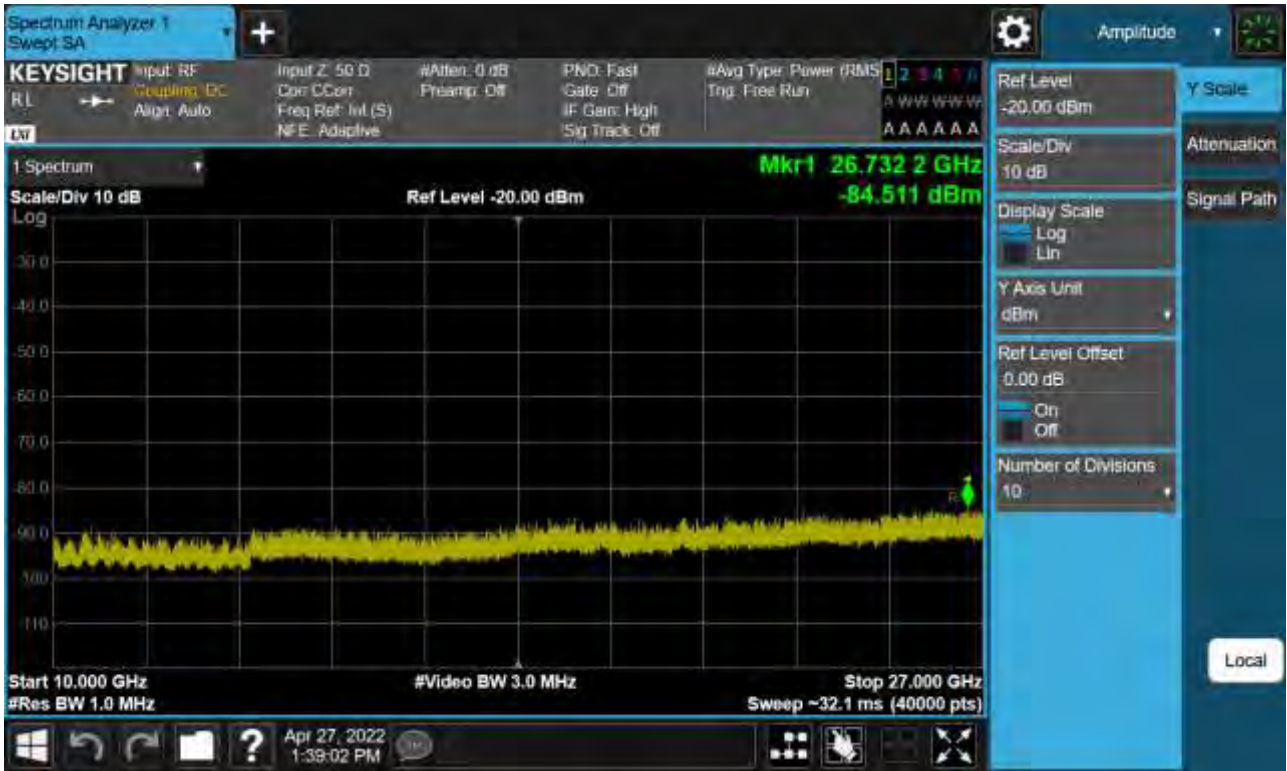 Spectrum Analyzer 1
Swept SA
+
Amplitude
KEYSIGHT
RL
LXI
Input: RF
Coupling: DC
Align: Auto
Input Z: 50 Ω
Corr CCorr
Freq Ref: Int (S)
NFE: Adaptive
#Atten: 0 dB
Preamp: Off
PNO: Fast
Gate: Off
IF Gain: High
Sig Track: Off
#Avg Type: Power (RMS
Trig: Free Run
1 2 3 4 5 6
A W W W W W
A A A A A A
1 Spectrum
Scale/Div 10 dB
Ref Level -20.00 dBm
Mkr1 26.732 2 GHz
-84.511 dBm
Log
-30.0
-40.0
-50.0
-60.0
-70.0
-80.0
-90.0
-100
-110
Start 10.000 GHz
#Res BW 1.0 MHz
#Video BW 3.0 MHz
Stop 27.000 GHz
Sweep ~32.1 ms (40000 pts)
Ref Level
-20.00 dBm
Scale/Div
10 dB
Display Scale
Log
Lin
Y Axis Unit
dBm
Ref Level Offset
0.00 dB
On
Off
Number of Divisions
10
Y Scale
Attenuation
Signal Path
Local
?
Apr 27, 2022
1:39:02 PM